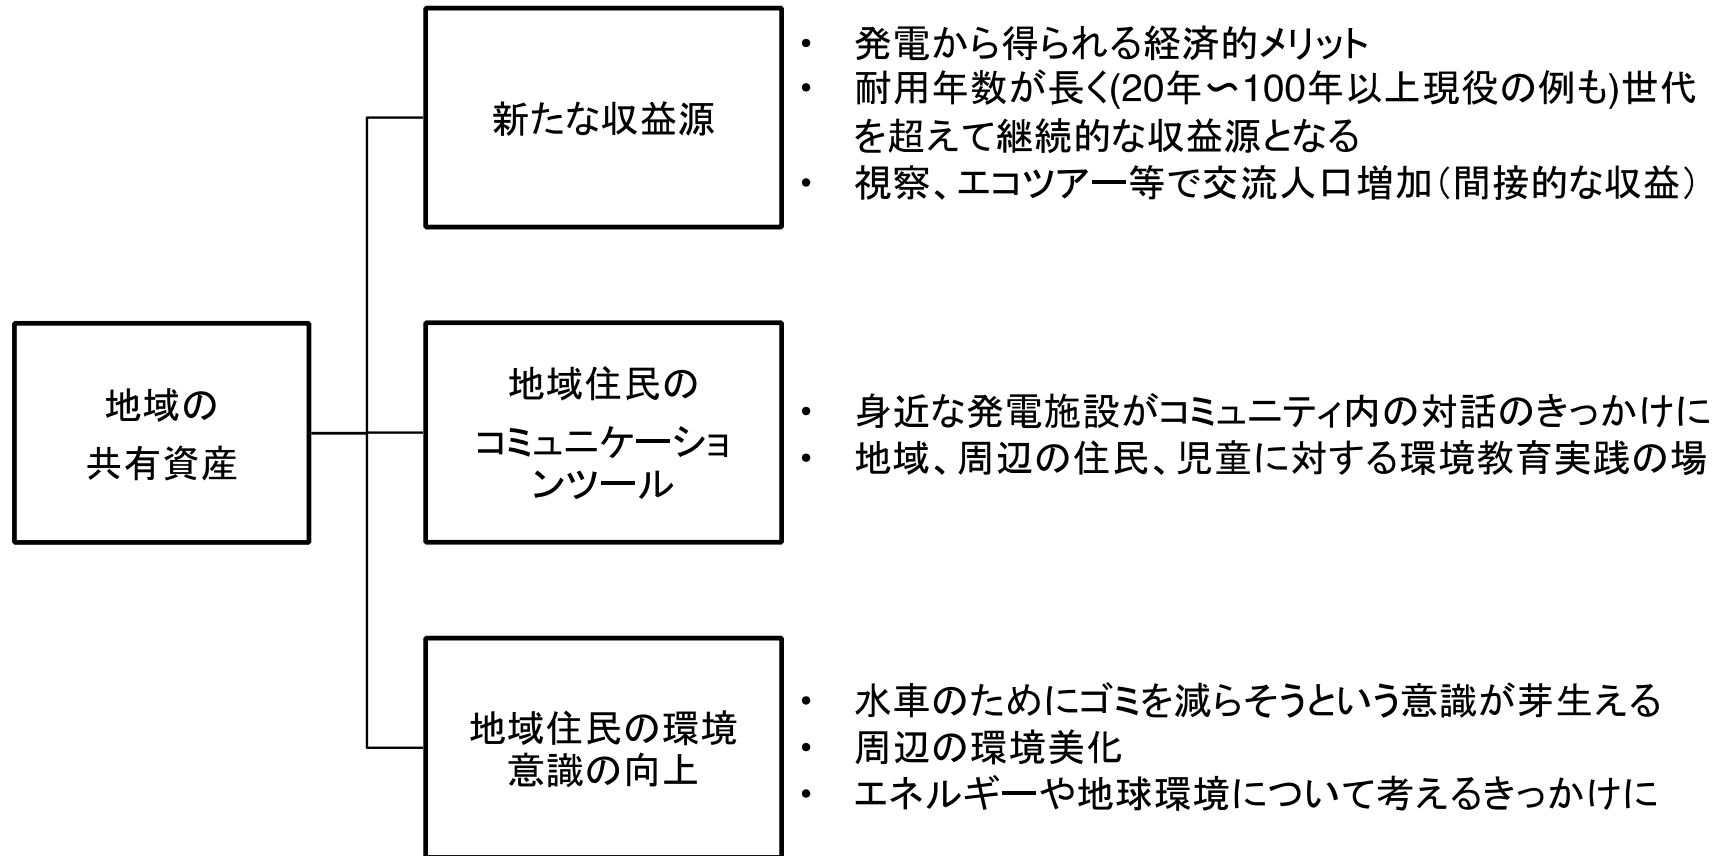 新たな収益源
• 発電から得られる経済的メリット
• 耐用年数が長く(20年〜100年以上現役の例も)世代
を超えて継続的な収益源となる
• 視察、エコツアー等で交流人口増加（間接的な収益）
地域の
共有資産
地域住民の
コミュニケーショ
ンツール
• 身近な発電施設がコミュニティ内の対話のきっかけに
• 地域、周辺の住民、児童に対する環境教育実践の場
地域住民の環境
意識の向上
• 水車のためにゴミを減らそうという意識が芽生える
• 周辺の環境美化
• エネルギーや地球環境について考えるきっかけに